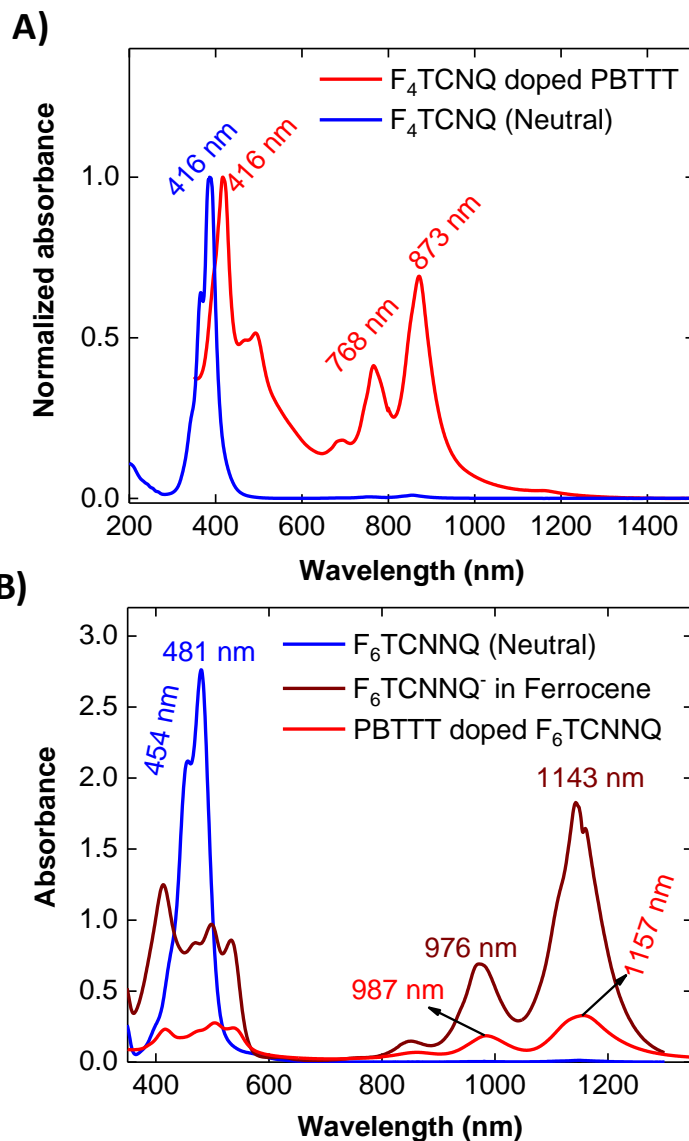 A)
F₄TCNQ doped PBTTT
F₄TCNQ (Neutral)
416 nm
416 nm
873 nm
768 nm
1.0
0.5
0.0
Normalized absorbance
200 400 600 800 1000 1200 1400
Wavelength (nm)
B)
F₆TCNNQ (Neutral)
F₆TCNNQ⁻ in Ferrocene
PBTTT doped F₆TCNNQ
481 nm
454 nm
1143 nm
976 nm
987 nm
1157 nm
3.0
2.5
2.0
1.5
1.0
0.5
0.0
Absorbance
400 600 800 1000 1200
Wavelength (nm)